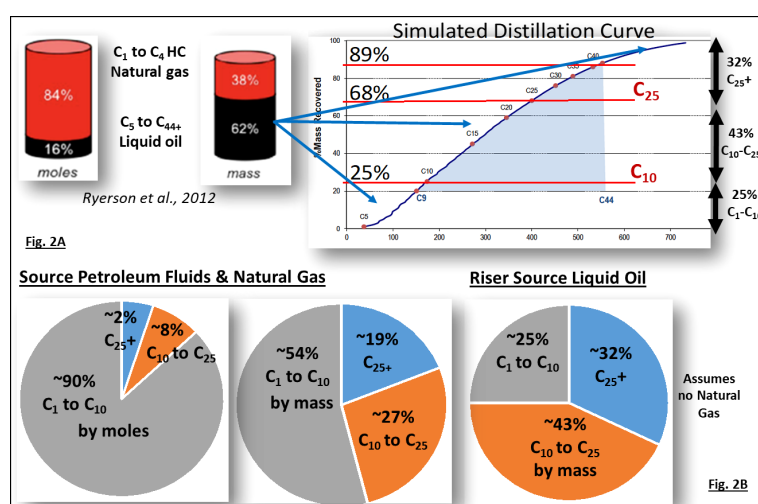 C₁ to C₄ HC
Natural gas
84%
16%
moles
38%
62%
mass
C₅ to C₄₄₊
Liquid oil
Ryerson et al., 2012
Fig. 2A
Simulated Distillation Curve
%Mass Recovered
100
80
60
40
20
0
89%
68%
25%
C5
C9
C10
C15
C20
C25
C30
C35
C40
C44
C₂₅
C₁₀
0
100
200
300
400
500
600
700
32%
C₂₅+
43%
C₁₀-C₂₅
25%
C₁-C₁₀
Source Petroleum Fluids & Natural Gas
Riser Source Liquid Oil
~2%
C₂₅+
~8%
C₁₀ to C₂₅
~90%
C₁ to C₁₀
by moles
~54%
C₁ to C₁₀
by mass
~19%
C₂₅₊
~27%
C₁₀ to C₂₅
~25%
C₁ to C₁₀
~32%
C₂₅+
~43%
C₁₀ to C₂₅
by mass
Assumes
no Natural
Gas
Fig. 2B